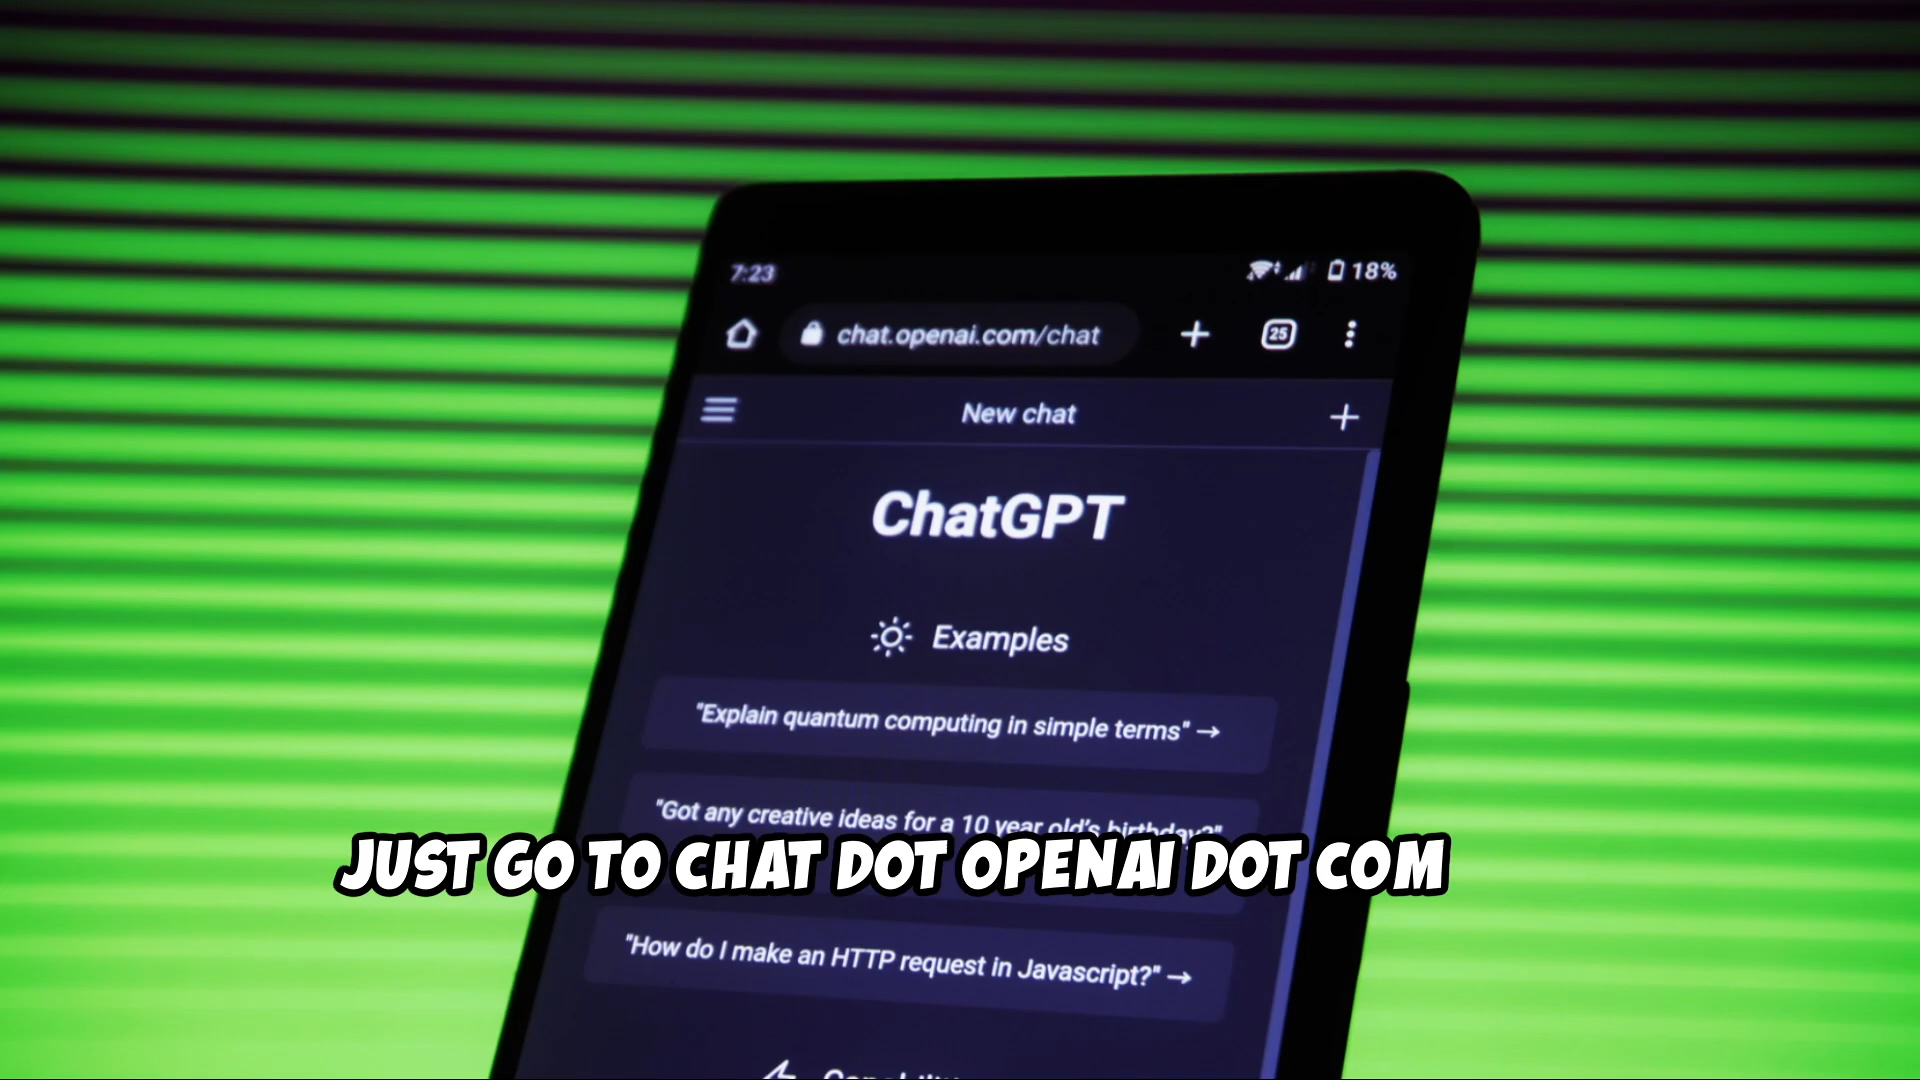 7:23
18%
chat.openai.com/chat
25
New chat
ChatGPT
Examples
"Explain quantum computing in simple terms" →
"Got any creative ideas for a 10 year old's birthday?"
JUST GO TO CHAT DOT OPENAI DOT COM
"How do I make an HTTP request in Javascript?" →